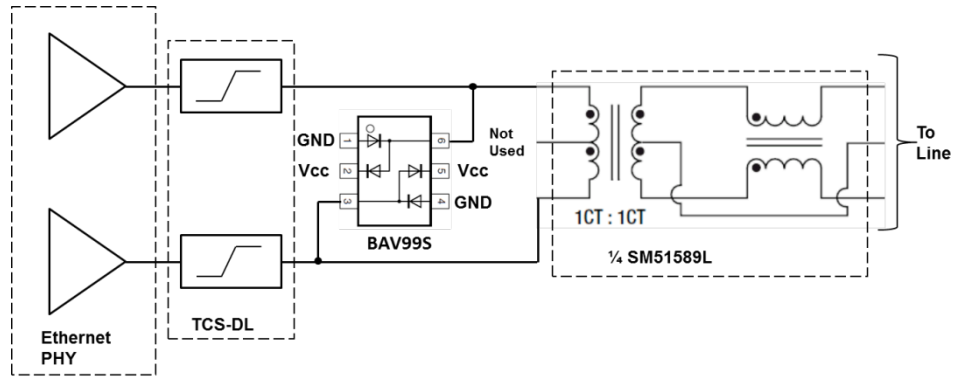 GND
1
6
Vcc
2
5
Vcc
3
4
GND
BAV99S
Not
Used
1CT : 1CT
¼ SM51589L
To
Line
TCS-DL
Ethernet
PHY